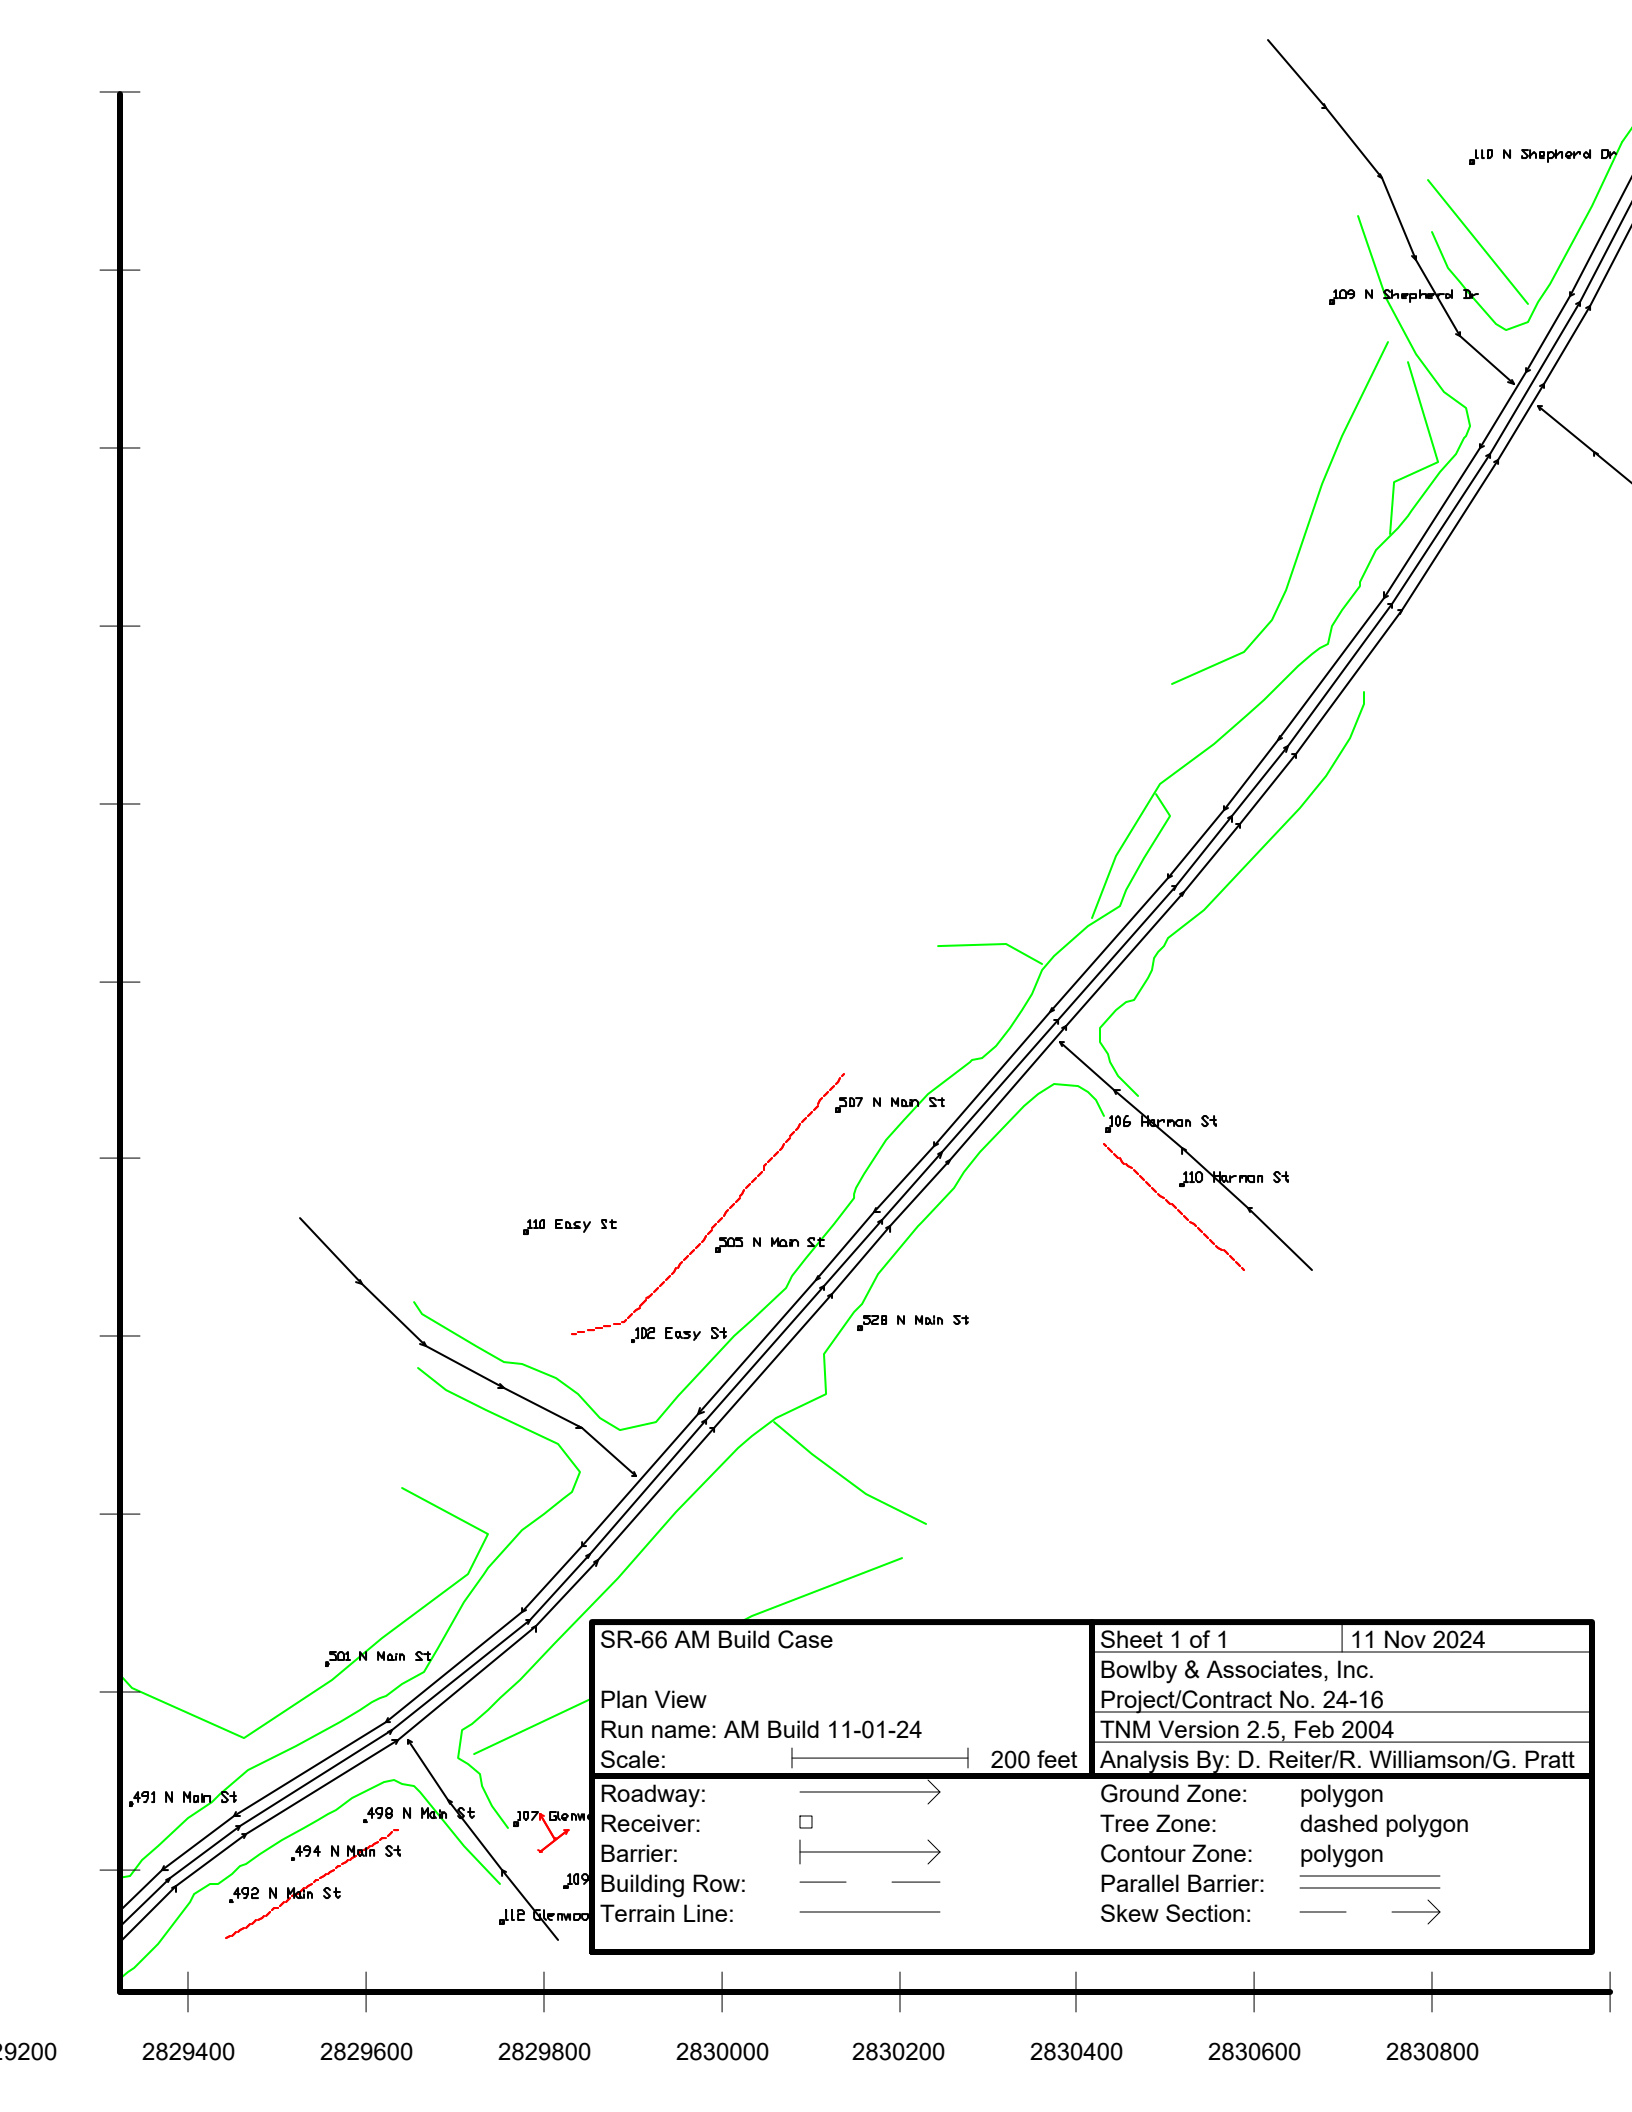 110 N Shepherd Dr
109 N Shepherd Dr
507 N Main St
106 Harman St
110 Harman St
110 Easy St
505 N Main St
528 N Main St
102 Easy St
501 N Main St
491 N Main St
498 N Main St
107 Glenw
494 N Main St
109
492 N Main St
112 Glenwoo
SR-66 AM Build Case
Plan View
Run name: AM Build 11-01-24
Scale: 200 feet
Sheet 1 of 1 11 Nov 2024
Bowlby & Associates, Inc.
Project/Contract No. 24-16
TNM Version 2.5, Feb 2004
Analysis By: D. Reiter/R. Williamson/G. Pratt
Roadway:
Receiver:
Barrier:
Building Row:
Terrain Line:
Ground Zone: polygon
Tree Zone: dashed polygon
Contour Zone: polygon
Parallel Barrier:
Skew Section:
29200 2829400 2829600 2829800 2830000 2830200 2830400 2830600 2830800